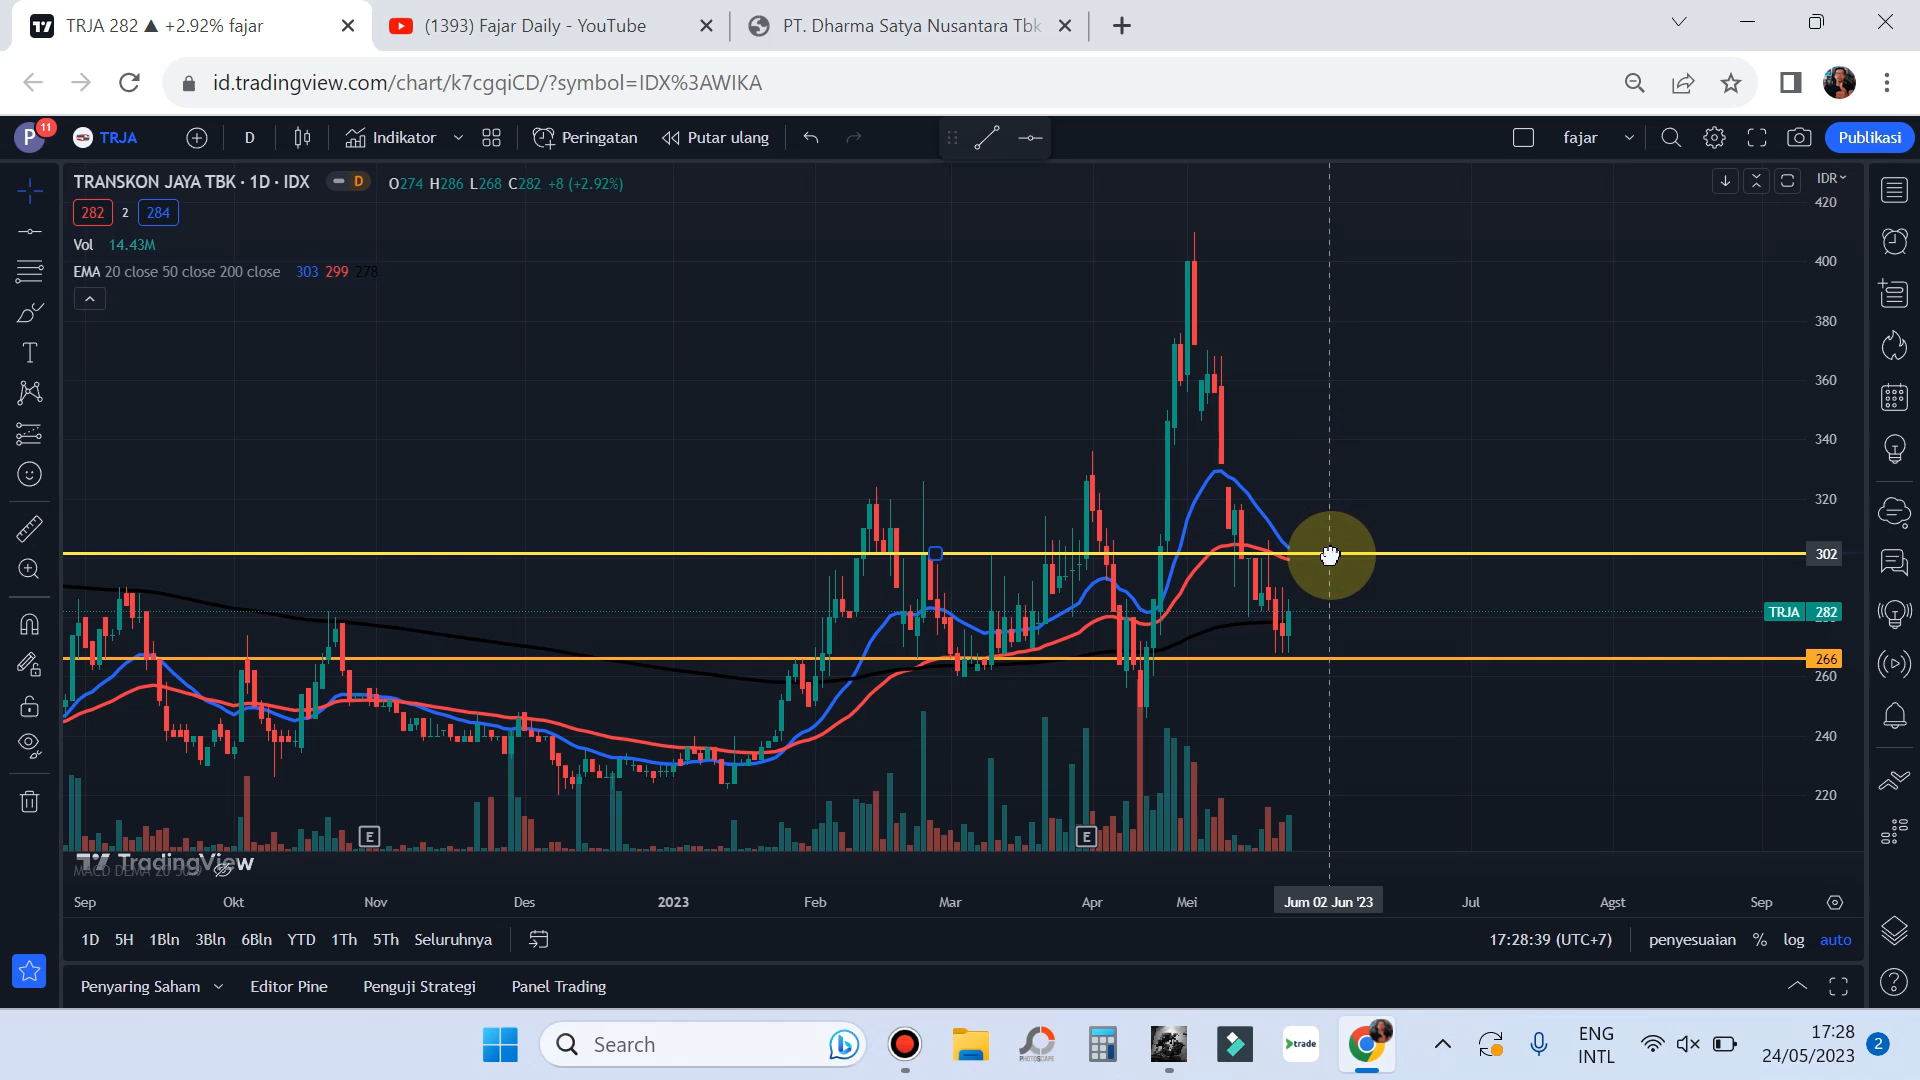 TRJA 282 ▲ +2.92% fajar
(1393) Fajar Daily - YouTube
PT. Dharma Satya Nusantara Tbk
id.tradingview.com/chart/k7cgqiCD/?symbol=IDX%3AWIKA
P 11
TRJA
D
Indikator
Peringatan
Putar ulang
fajar
Publikasi
TRANSKON JAYA TBK · 1D · IDX
D
O274 H286 L268 C282 +8 (+2.92%)
282 2 284
Vol 14.43M
EMA 20 close 50 close 200 close 303 299 278
IDR
420
400
380
360
340
320
302
TRJA 282
266
260
240
220
E
E
TradingView
Sep
Okt
Nov
Des
2023
Feb
Mar
Apr
Mei
Jum 02 Jun '23
Jul
Agst
Sep
1D 5H 1Bln 3Bln 6Bln YTD 1Th 5Th Seluruhnya
17:28:39 (UTC+7)
penyesuaian % log auto
Penyaring Saham
Editor Pine
Penguji Strategi
Panel Trading
Search
PHOTOSCAPE
trade
ENG
INTL
17:28
24/05/2023
2